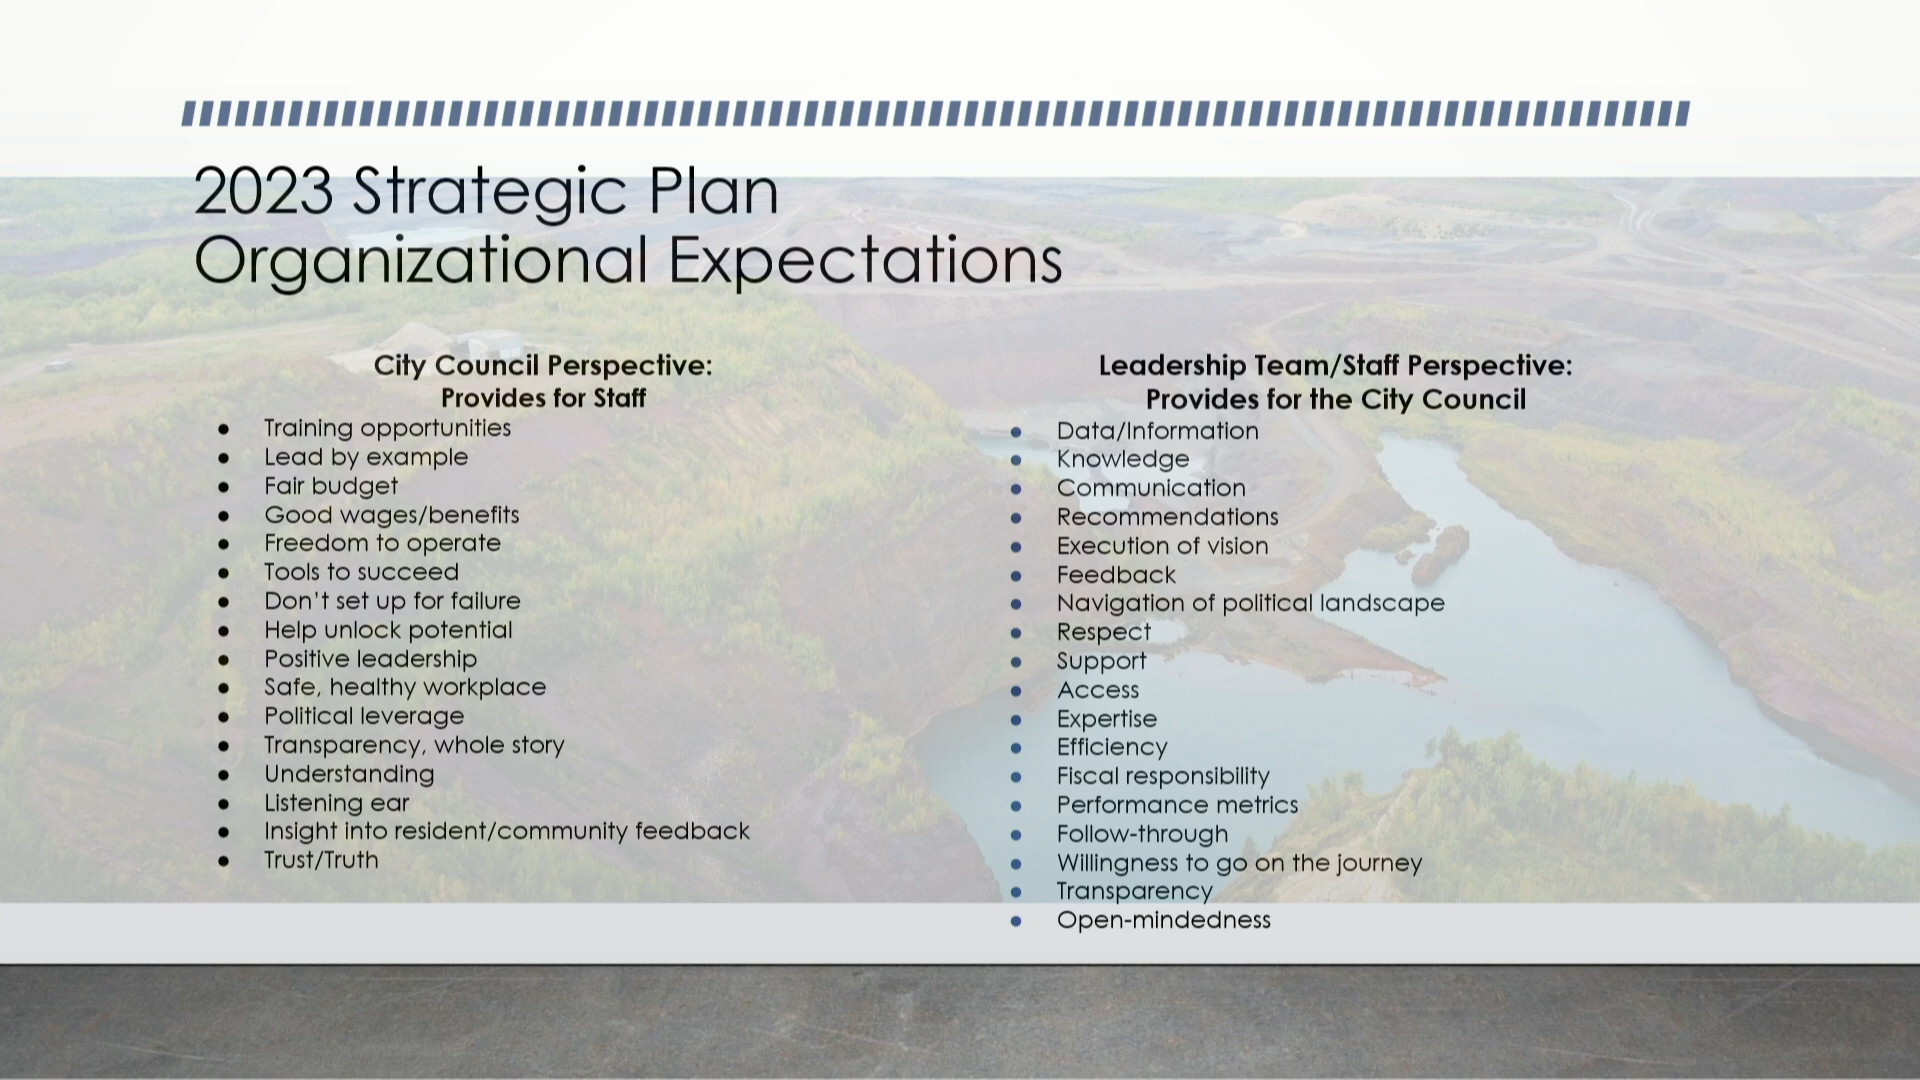 2023 Strategic Plan
Organizational Expectations
City Council Perspective:
Provides for Staff
● Training opportunities
● Lead by example
● Fair budget
● Good wages/benefits
● Freedom to operate
● Tools to succeed
● Don't set up for failure
● Help unlock potential
● Positive leadership
● Safe, healthy workplace
● Political leverage
● Transparency, whole story
● Understanding
● Listening ear
● Insight into resident/community feedback
● Trust/Truth
Leadership Team/Staff Perspective:
Provides for the City Council
● Data/Information
● Knowledge
● Communication
● Recommendations
● Execution of vision
● Feedback
● Navigation of political landscape
● Respect
● Support
● Access
● Expertise
● Efficiency
● Fiscal responsibility
● Performance metrics
● Follow-through
● Willingness to go on the journey
● Transparency
● Open-mindedness